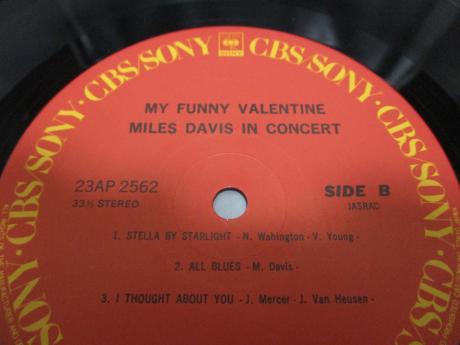 CBS/SONY · CBS/SONY · CBS/SONY · CBS/SONY
SONY
MY FUNNY VALENTINE
MILES DAVIS IN CONCERT
23AP 2562
33⅓ STEREO
SIDE B
JASRAC
1. STELLA BY STARLIGHT - N. Wahington - V. Young -
2. ALL BLUES - M. Davis -
3. I THOUGHT ABOUT YOU - J. Mercer - J. Van Heusen -